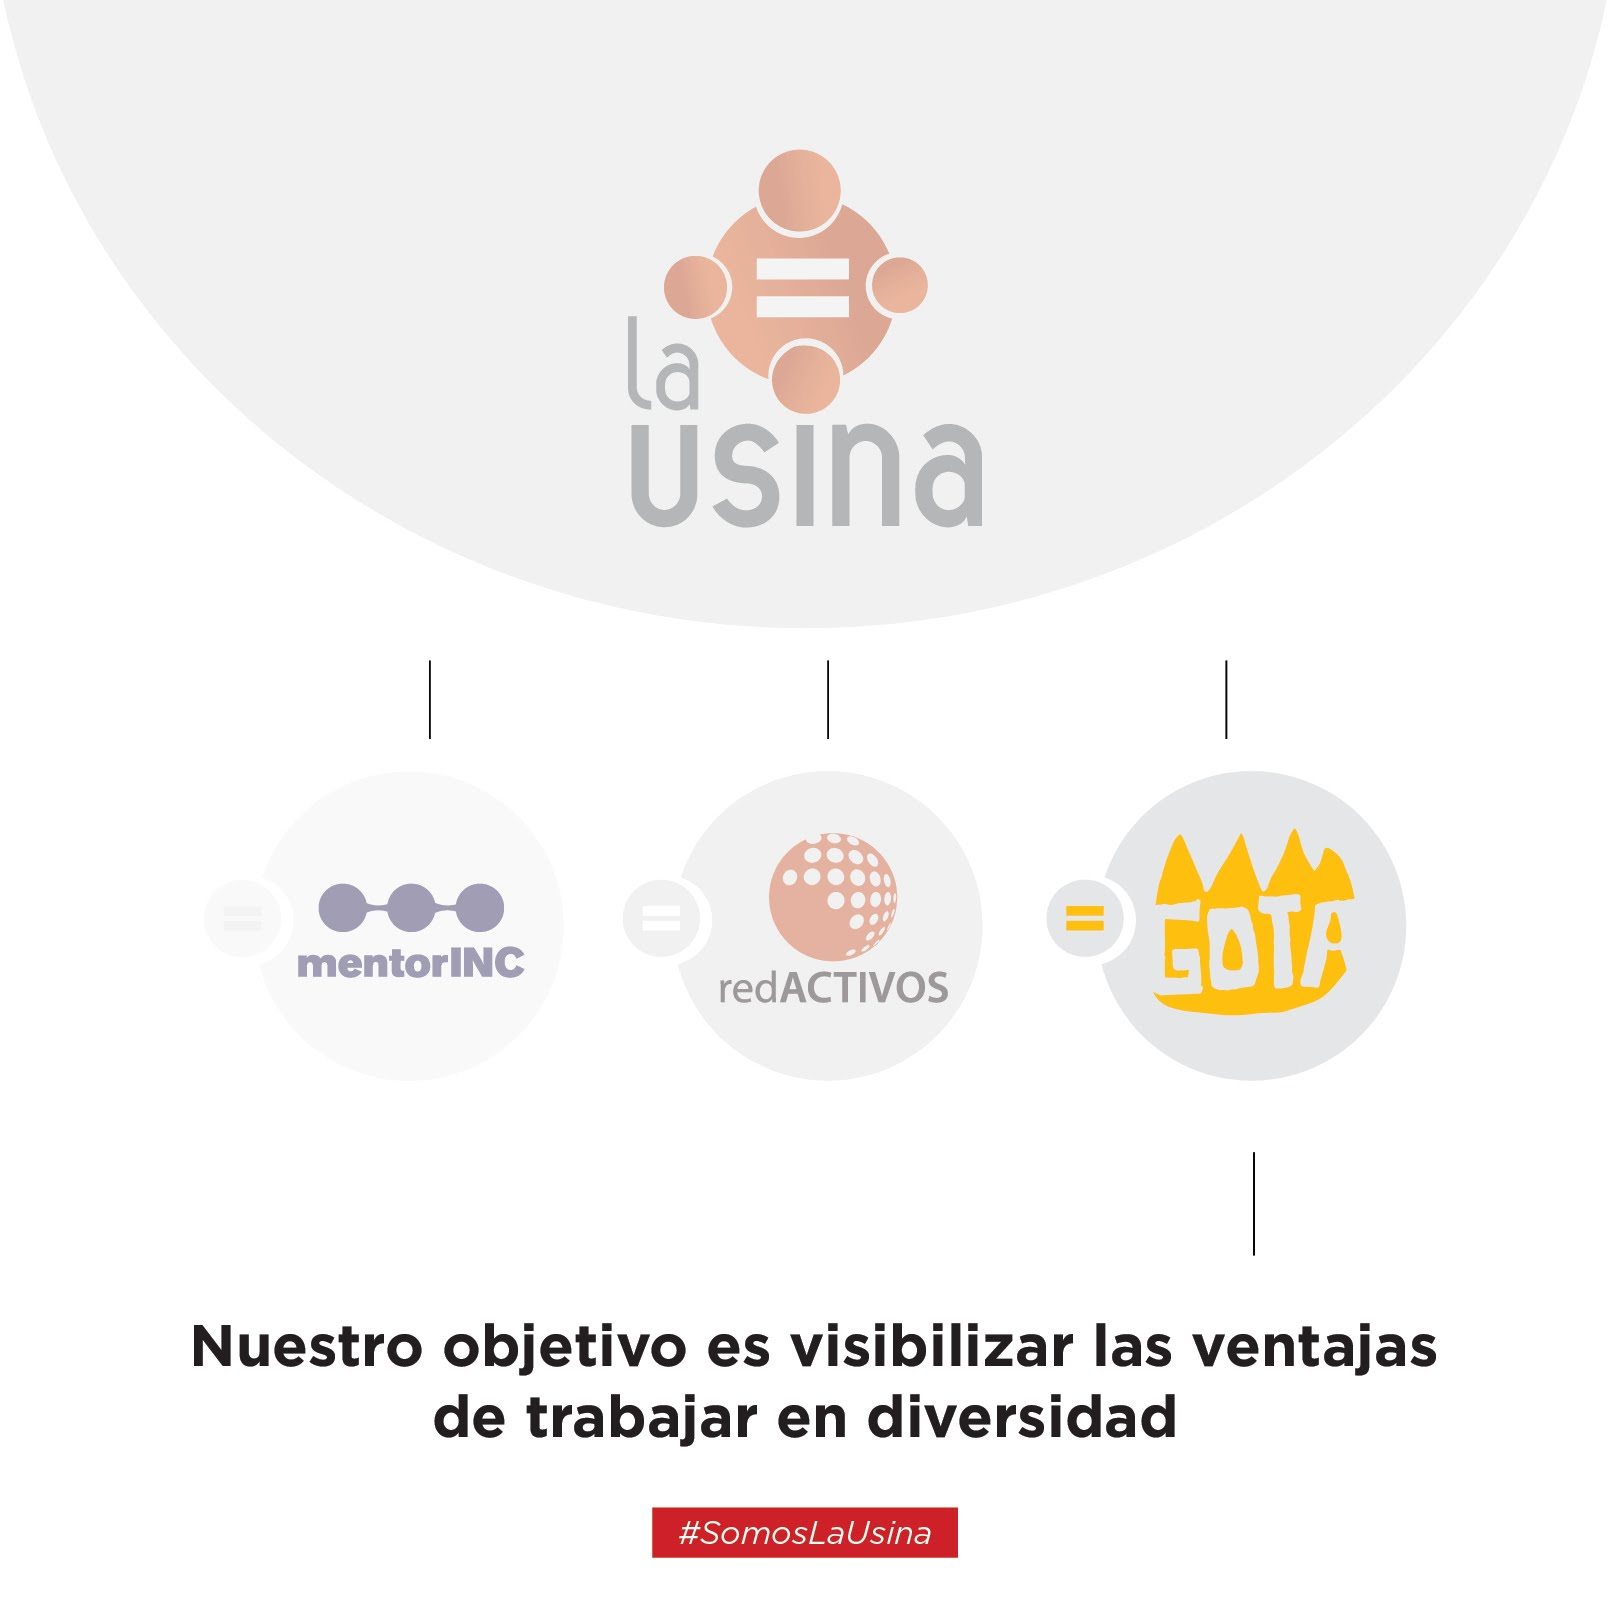 la
usina
mentorINC
redACTIVOS
GOTA
Nuestro objetivo es visibilizar las ventajas
de trabajar en diversidad
#SomosLaUsina